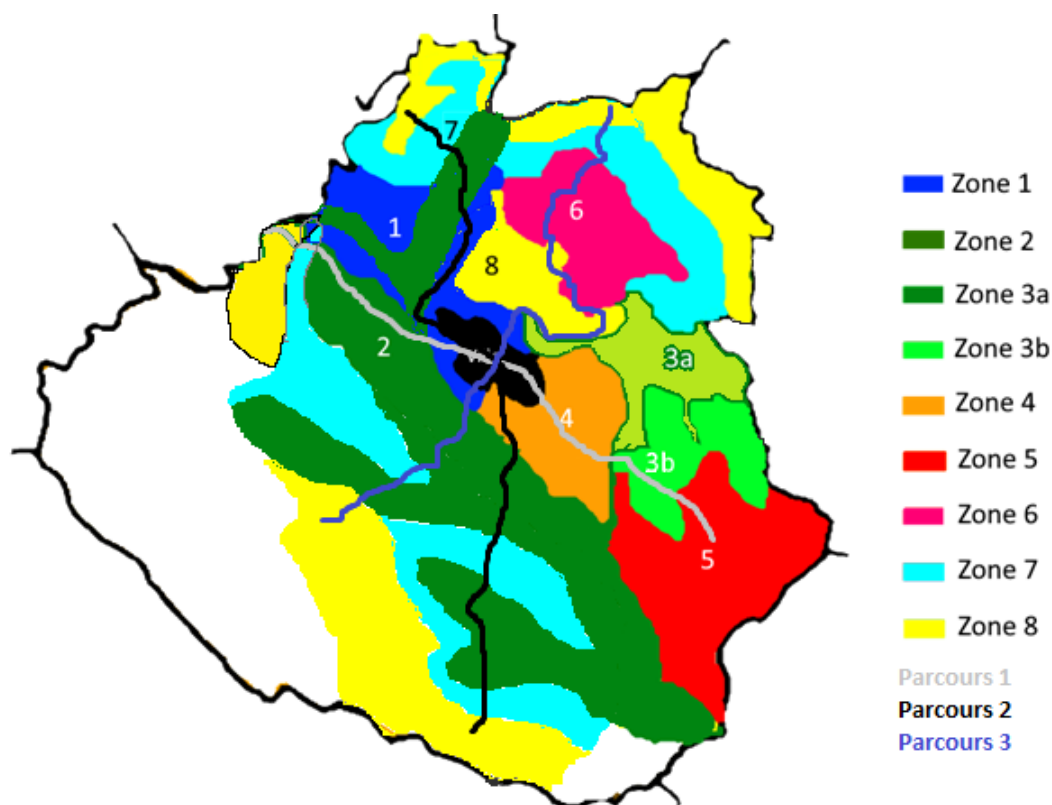 7
6
1
8
2
3a
4
3b
5
Zone 1
Zone 2
Zone 3a
Zone 3b
Zone 4
Zone 5
Zone 6
Zone 7
Zone 8
Parcours 1
Parcours 2
Parcours 3